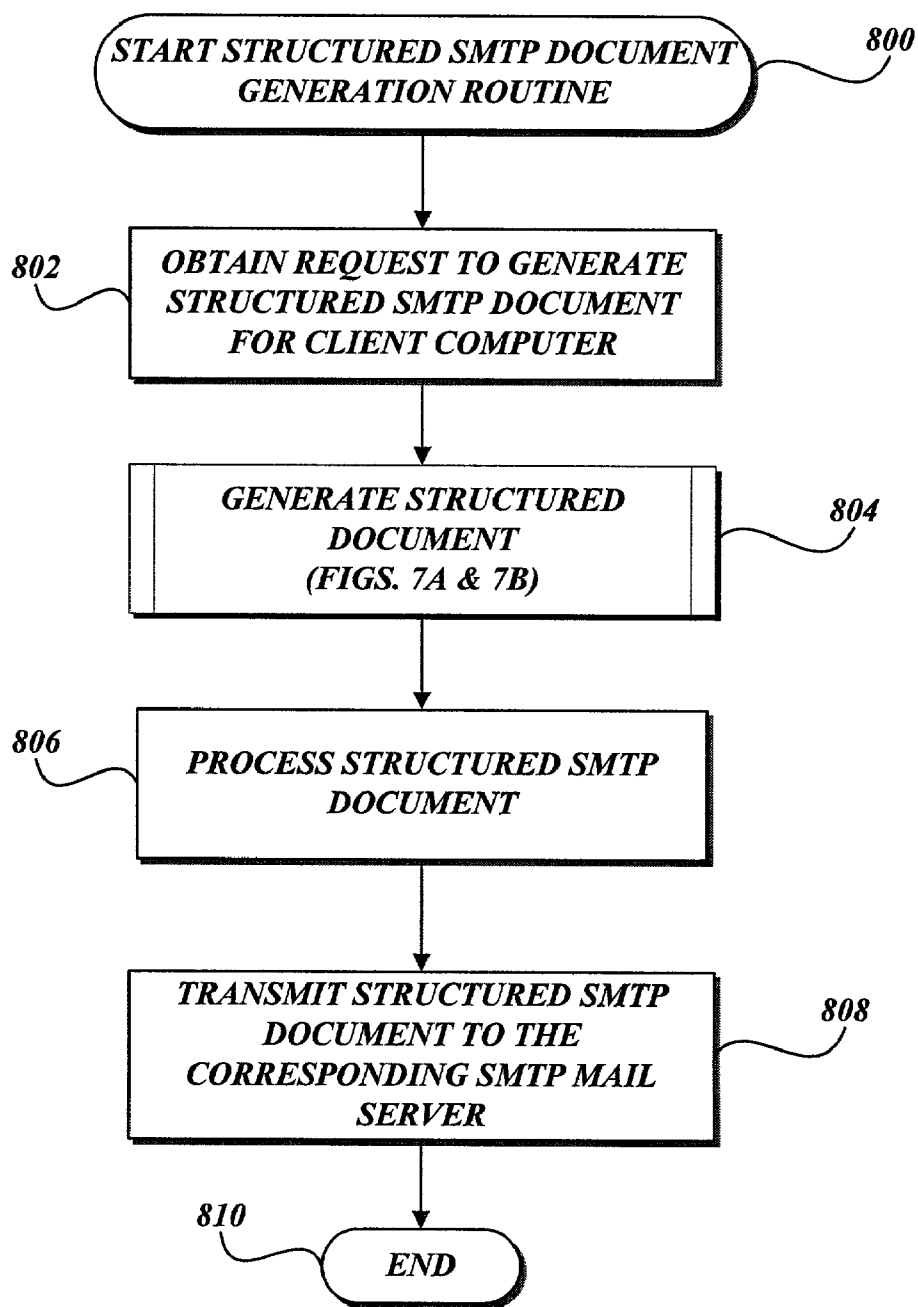 START STRUCTURED SMTP DOCUMENT
GENERATION ROUTINE
800
802
OBTAIN REQUEST TO GENERATE
STRUCTURED SMTP DOCUMENT
FOR CLIENT COMPUTER
GENERATE STRUCTURED
DOCUMENT
(FIGS. 7A & 7B)
804
806
PROCESS STRUCTURED SMTP
DOCUMENT
TRANSMIT STRUCTURED SMTP
DOCUMENT TO THE
CORRESPONDING SMTP MAIL
SERVER
808
810
END